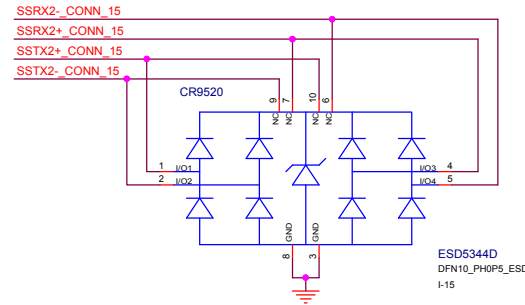 SSRX2-_CONN_15
SSRX2+_CONN_15
SSTX2+_CONN_15
SSTX2-_CONN_15
CR9520
9 7 10 6
NC NC NC NC
1 I/O1 I/O3 4
2 I/O2 I/O4 5
GND GND
8 3
ESD5344D
DFN10_PH0P5_ESD
I-15